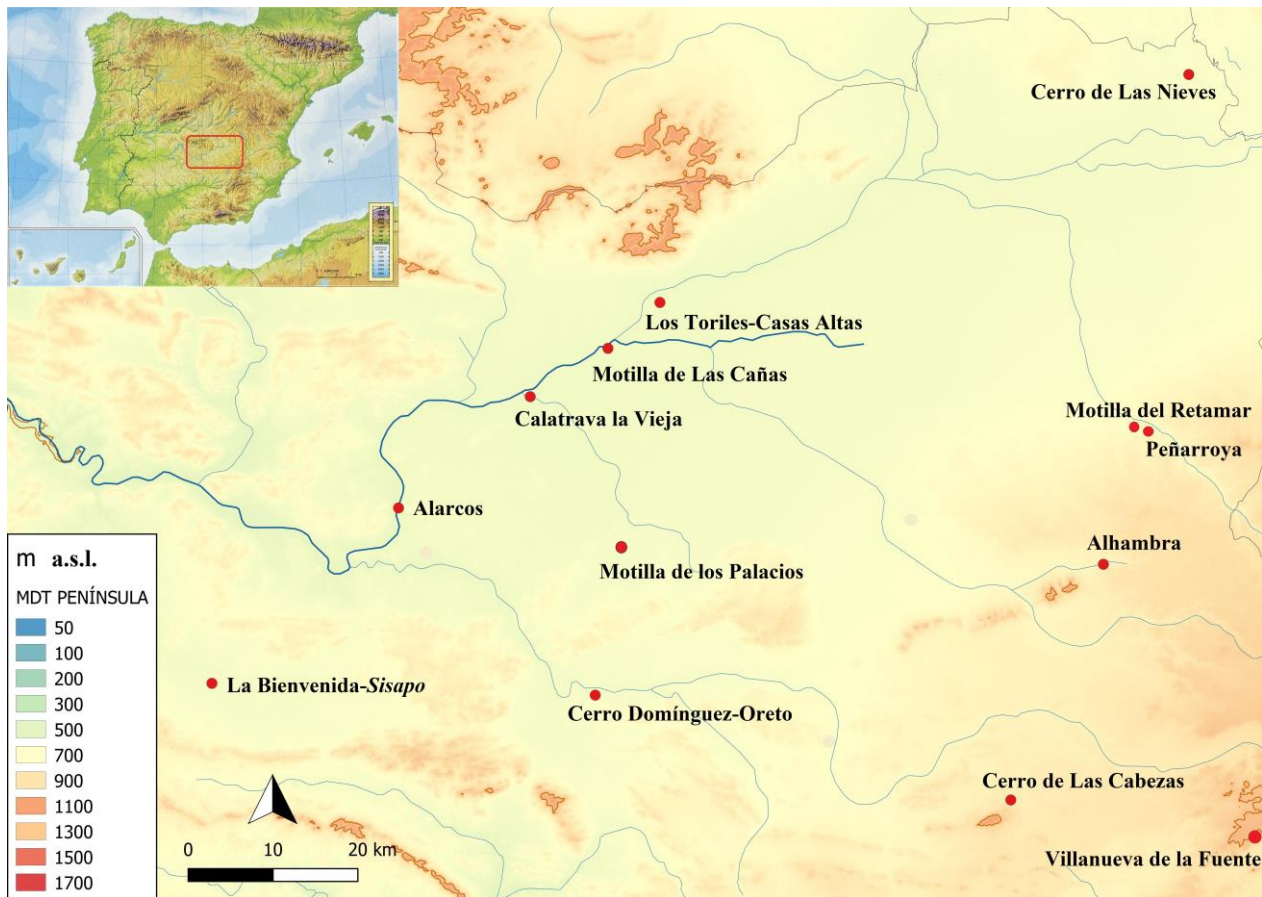 Cerro de Las Nieves
Los Toriles-Casas Altas
Motilla de Las Cañas
Calatrava la Vieja
Motilla del Retamar
Peñarroya
Alarcos
Alhambra
Motilla de los Palacios
La Bienvenida-Sisapo
Cerro Domínguez-Oreto
Cerro de Las Cabezas
Villanueva de la Fuente
m a.s.l.
MDT PENÍNSULA
50
100
200
300
500
700
900
1100
1300
1500
1700
0 10 20 km